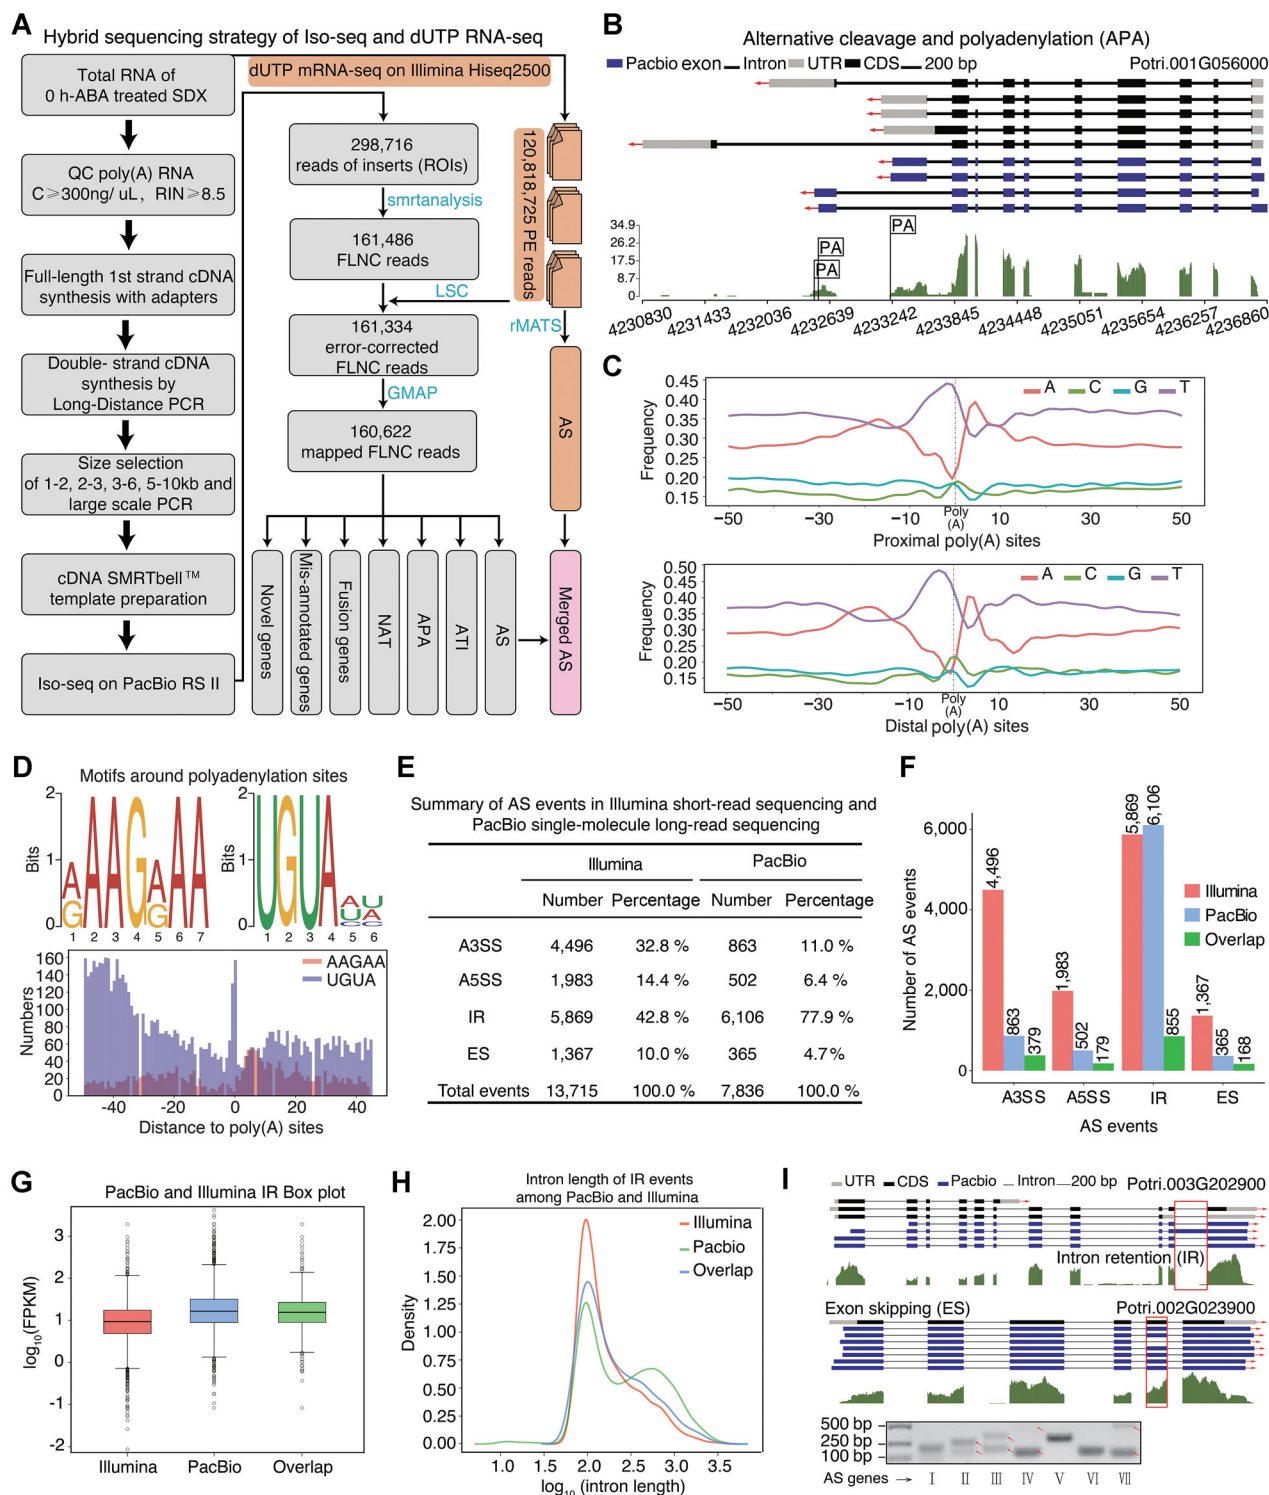 A
Hybrid sequencing strategy of Iso-seq and dUTP RNA-seq
Total RNA of
0 h-ABA treated SDX
QC poly(A) RNA
C⩾300ng/ uL, RIN⩾8.5
Full-length 1st strand cDNA
synthesis with adapters
Double- strand cDNA
synthesis by
Long-Distance PCR
Size selection
of 1-2, 2-3, 3-6, 5-10kb and
large scale PCR
cDNA SMRTbell™
template preparation
Iso-seq on PacBio RS II
dUTP mRNA-seq on Illimina Hiseq2500
298,716
reads of inserts (ROIs)
smrtanalysis
161,486
FLNC reads
LSC
161,334
error-corrected
FLNC reads
GMAP
160,622
mapped FLNC reads
120,818,725 PE reads
rMATS
AS
Merged AS
Novel genes
Mis-annotated genes
Fusion genes
NAT
APA
ATI
AS
B
Alternative cleavage and polyadenylation (APA)
Pacbio exon Intron UTR CDS 200 bp Potri.001G056000
PA
PA
PA
34.9
26.2
17.5
8.7
0
4230830 4231433 4232036 4232639 4233242 4233845 4234448 4235051 4235654 4236257 4236860
C
A C G T
Frequency
0.45
0.40
0.35
0.30
0.25
0.20
0.15
−50 −30 −10 Poly (A) 10 30 50
Proximal poly(A) sites
A C G T
Frequency
0.50
0.45
0.40
0.35
0.30
0.25
0.20
0.15
−50 −30 −10 Poly (A) 10 30 50
Distal poly(A) sites
D
Motifs around polyadenylation sites
Bits
2
1
0
A
G A A G A
G A A
1 2 3 4 5 6 7
Bits
2
1
0
U G U A A
U
C U
A
C
1 2 3 4 5 6
AAGAA
UGUA
Numbers
160
140
120
100
80
60
40
20
0
-40 -20 0 20 40
Distance to poly(A) sites
E
Summary of AS events in Illumina short-read sequencing and
PacBio single-molecule long-read sequencing
Illumina PacBio
Number Percentage Number Percentage
A3SS 4,496 32.8 % 863 11.0 %
A5SS 1,983 14.4 % 502 6.4 %
IR 5,869 42.8 % 6,106 77.9 %
ES 1,367 10.0 % 365 4.7%
Total events 13,715 100.0 % 7,836 100.0 %
F
Number of AS events
6,000
4,000
2,000
0
4,496 863 379
1,983 502 179
5,869 6,106 855
1,367 365 168
Illumina
PacBio
Overlap
A3SS A5SS IR ES
AS events
G
PacBio and Illumina IR Box plot
log10(FPKM)
3
2
1
0
-1
-2
Illumina PacBio Overlap
H
Intron length of IR events
among PacBio and Illumina
Density
2.00
1.75
1.50
1.25
1.00
0.75
0.50
0.25
0.00
Illumina
Pacbio
Overlap
1.0 1.5 2.0 2.5 3.0 3.5
log10 (intron length)
I
UTR CDS Pacbio Intron 200 bp Potri.003G202900
Intron retention (IR)
Exon skipping (ES) Potri.002G023900
500 bp
250 bp
100 bp
AS genes → I II III IV V VI VII